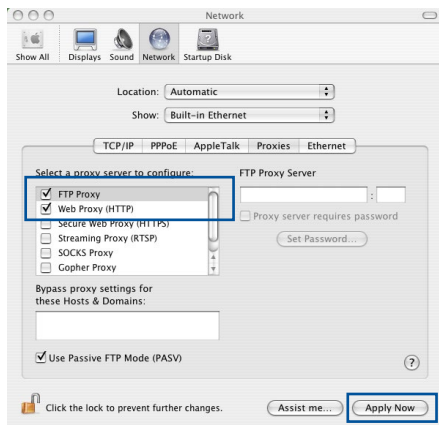 Network
Show All Displays Sound Network Startup Disk
Location: Automatic
Show: Built-in Ethernet
TCP/IP PPPoE AppleTalk Proxies Ethernet
Select a proxy server to configure: FTP Proxy Server
FTP Proxy
:
Web Proxy (HTTP)
Proxy server requires password
Secure Web Proxy (HTTPS)
Streaming Proxy (RTSP) Set Password...
SOCKS Proxy
Gopher Proxy
Bypass proxy settings for
these Hosts & Domains:
Use Passive FTP Mode (PASV) ?
Click the lock to prevent further changes. Assist me... Apply Now